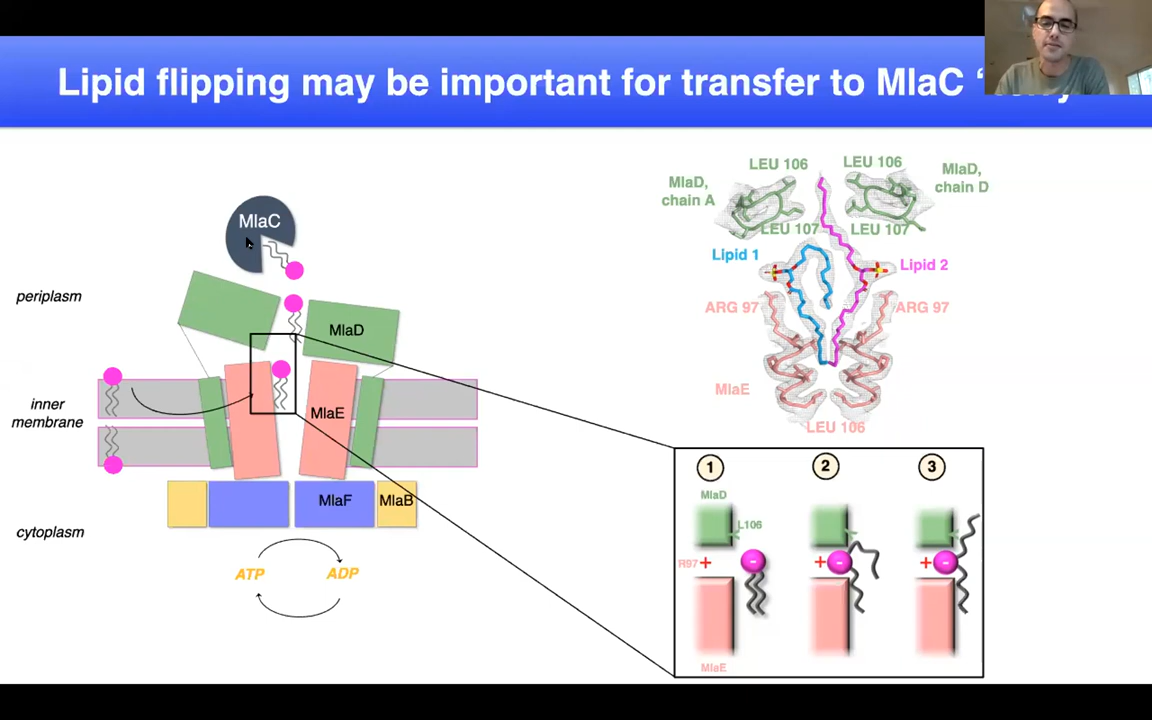 Lipid flipping may be important for transfer to MlaC
MlaC
periplasm
MlaD
inner
membrane
MlaE
MlaF
MlaB
cytoplasm
ATP
ADP
LEU 106
LEU 106
MlaD,
chain A
MlaD,
chain D
LEU 107
LEU 107
Lipid 1
Lipid 2
ARG 97
ARG 97
MlaE
LEU 106
1
2
3
MlaD
L106
R97 +
-
+ -
+ -
MlaE